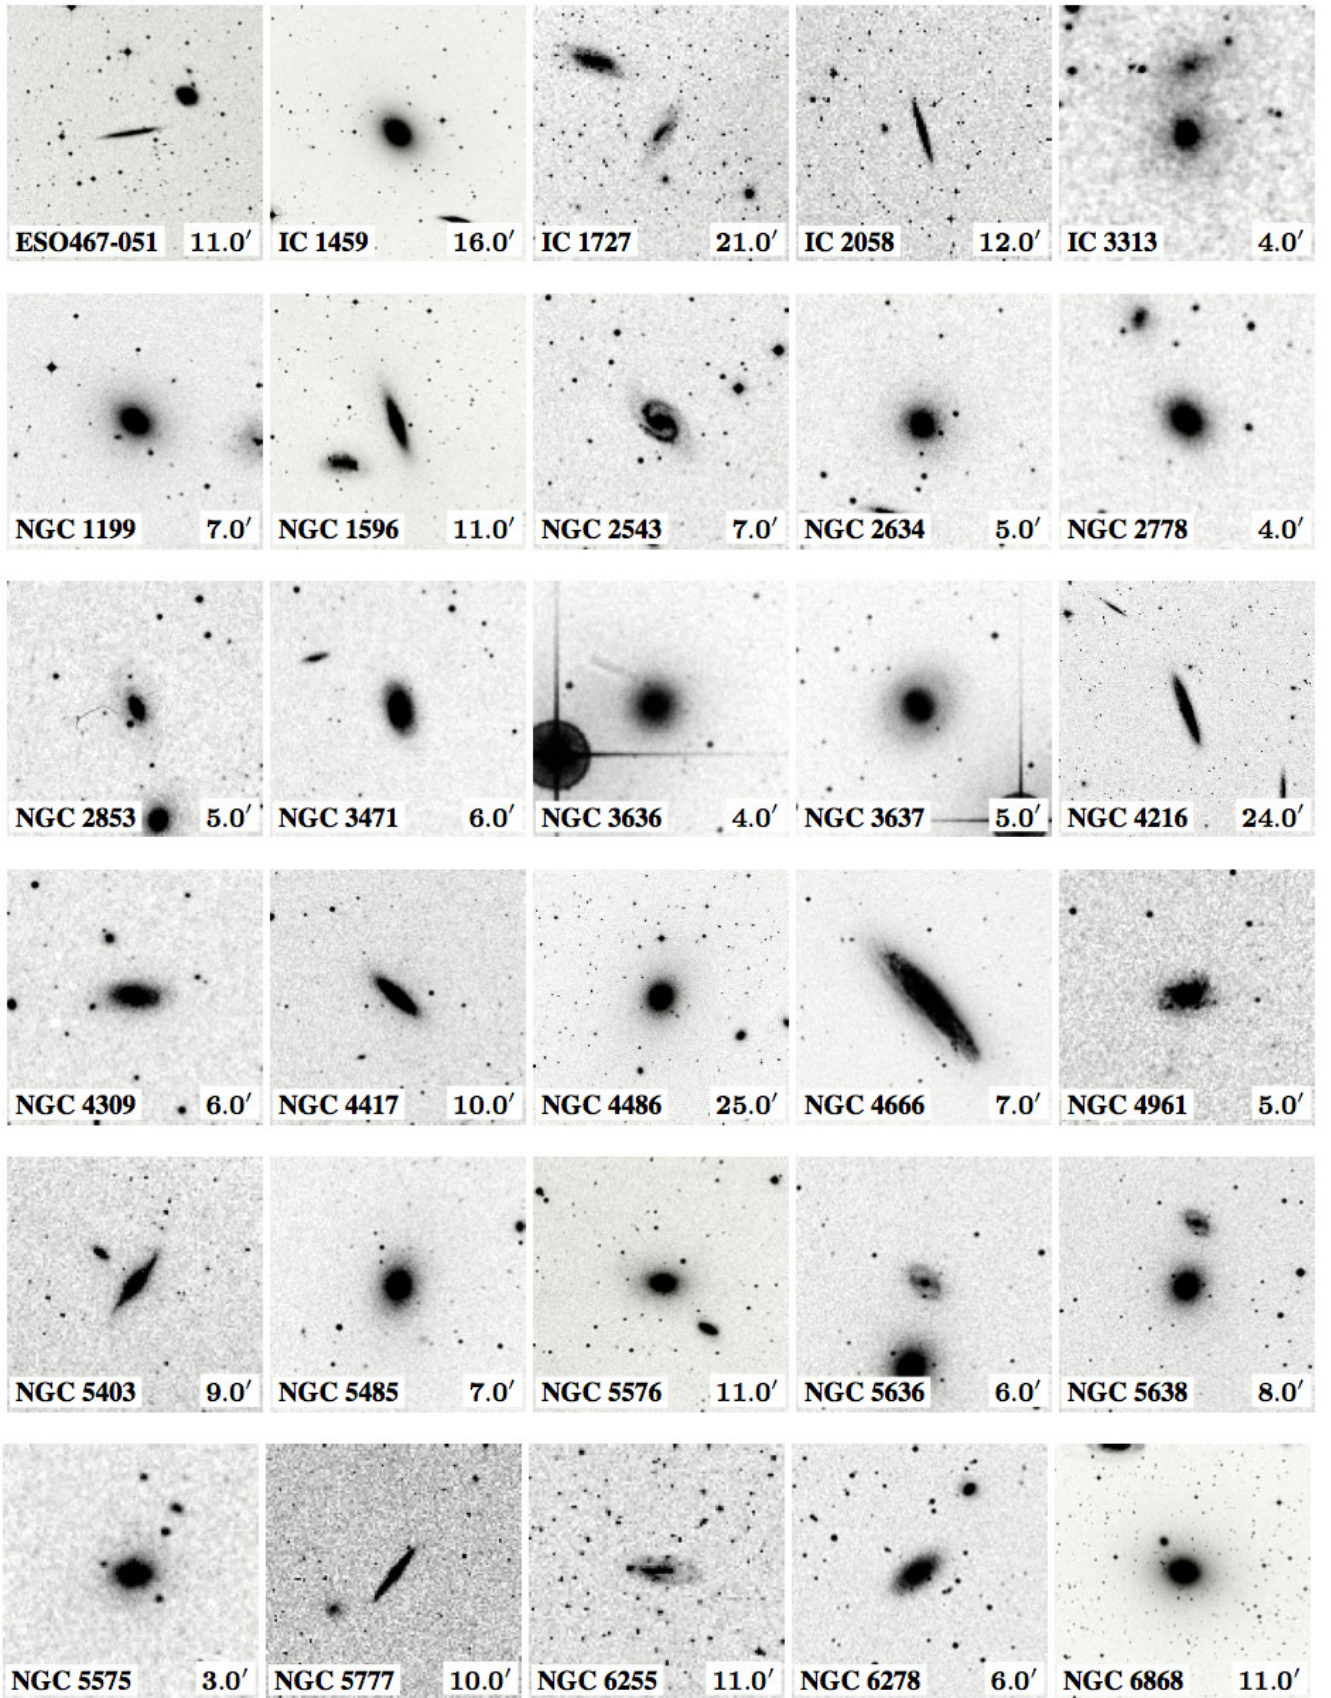 ESO467-051 11.0′ IC 1459 16.0′ IC 1727 21.0′ IC 2058 12.0′ IC 3313 4.0′
NGC 1199 7.0′ NGC 1596 11.0′ NGC 2543 7.0′ NGC 2634 5.0′ NGC 2778 4.0′
NGC 2853 5.0′ NGC 3471 6.0′ NGC 3636 4.0′ NGC 3637 5.0′ NGC 4216 24.0′
NGC 4309 6.0′ NGC 4417 10.0′ NGC 4486 25.0′ NGC 4666 7.0′ NGC 4961 5.0′
NGC 5403 9.0′ NGC 5485 7.0′ NGC 5576 11.0′ NGC 5636 6.0′ NGC 5638 8.0′
NGC 5575 3.0′ NGC 5777 10.0′ NGC 6255 11.0′ NGC 6278 6.0′ NGC 6868 11.0′